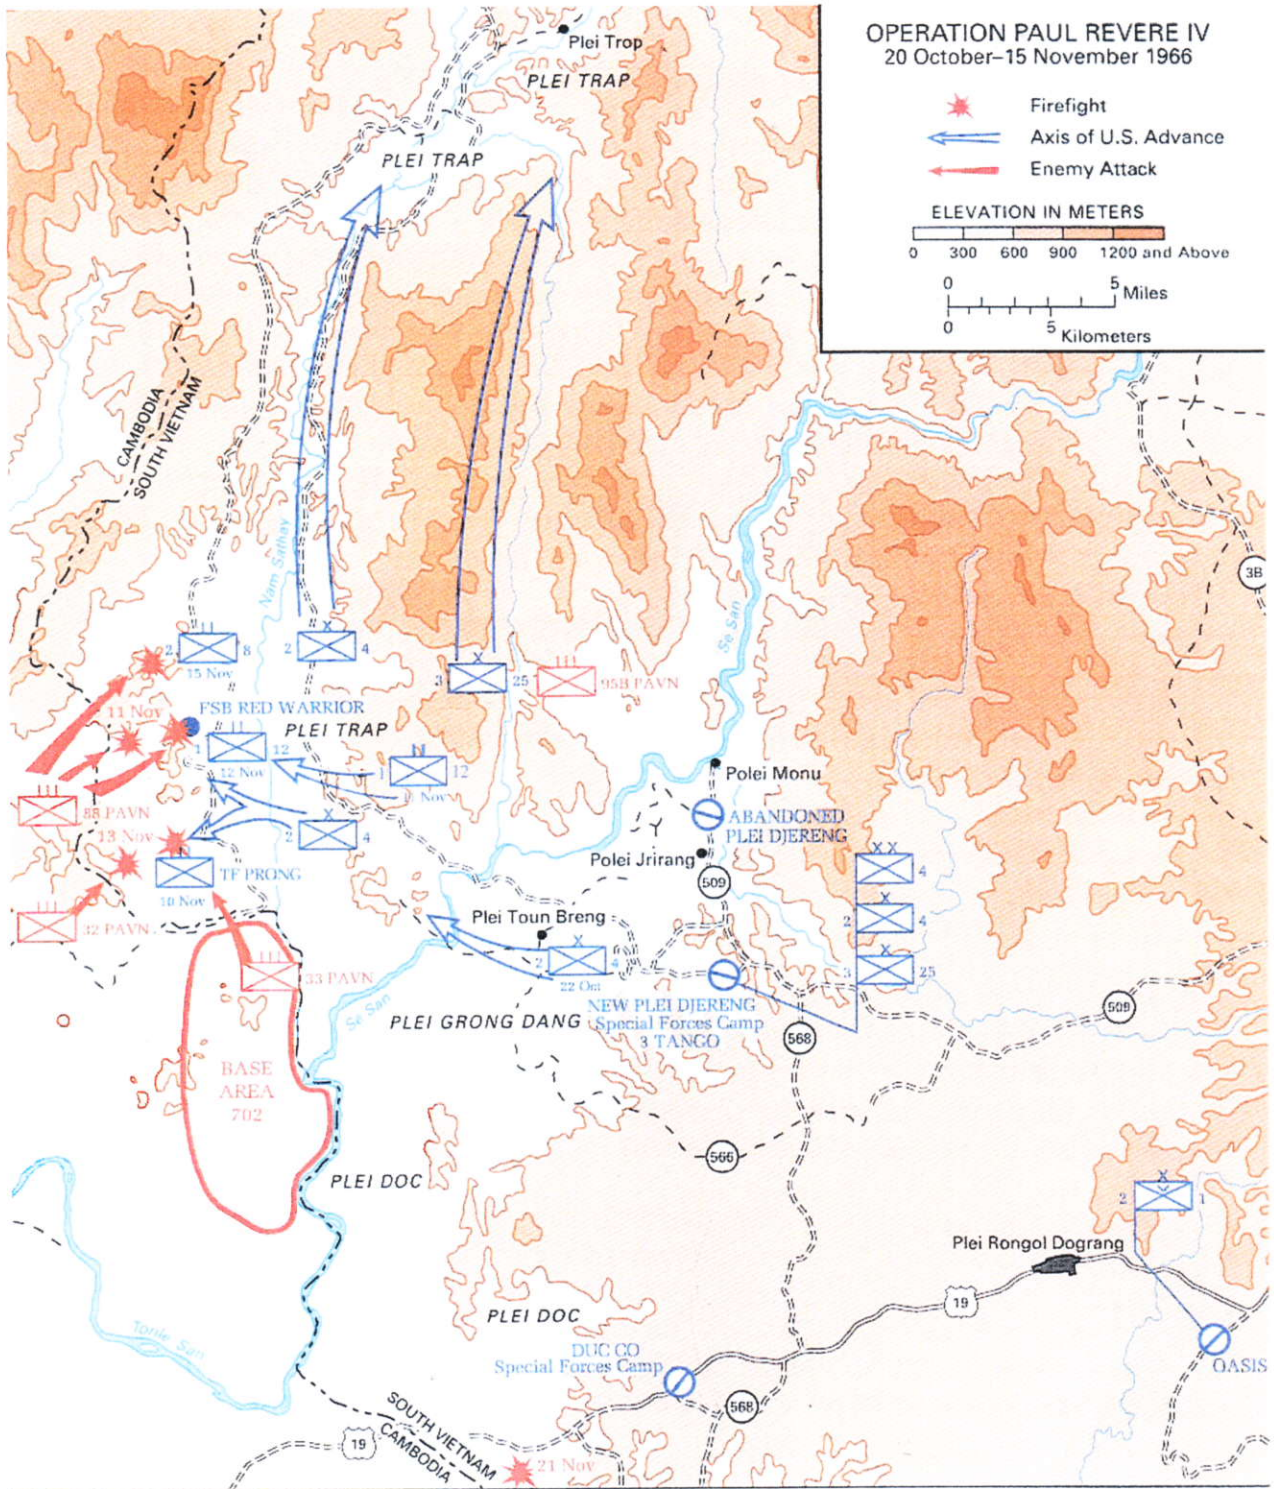 OPERATION PAUL REVERE IV
20 October–15 November 1966
Firefight
Axis of U.S. Advance
Enemy Attack
ELEVATION IN METERS
0 300 600 900 1200 and Above
0 5 Miles
0 5 Kilometers
Plei Trop
PLEI TRAP
PLEI TRAP
CAMBODIA
SOUTH VIETNAM
Nam Sathay
Se San
3B
2 8
15 Nov
2 4
3 25
95B PAVN
11 Nov
FSB RED WARRIOR
PLEI TRAP
1 12
12 Nov
1 12
Nov
Polei Monu
88 PAVN
13 Nov
2 4
ABANDONED
PLEI DJERENG
Polei Jrirang
509
TF PRONG
10 Nov
4
2 4
3 25
32 PAVN
Plei Toun Breng
2 4
22 Oct
33 PAVN
Se San
PLEI GRONG DANG
NEW PLEI DJERENG
Special Forces Camp
3 TANGO
509
568
BASE
AREA
702
566
PLEI DOC
2 1
Plei Rongol Dograng
19
PLEI DOC
Tonle San
DUC CO
Special Forces Camp
OASIS
568
SOUTH VIETNAM
CAMBODIA
19
21 Nov